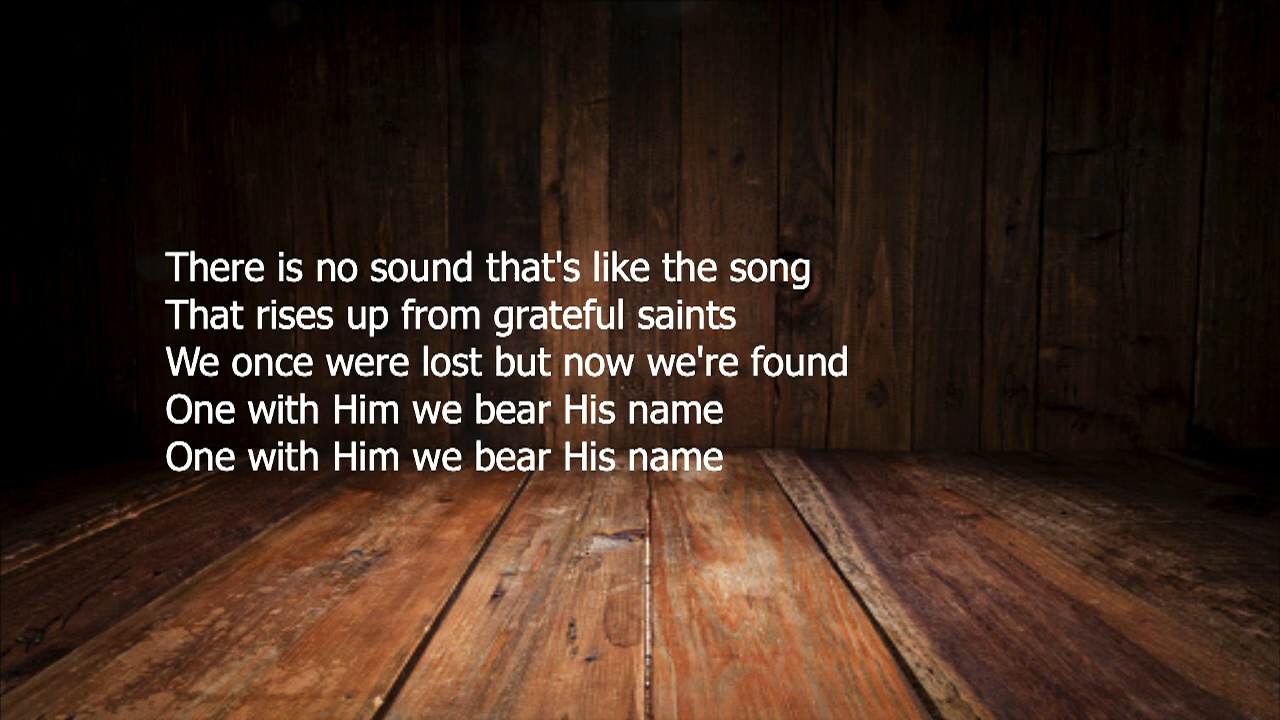 There is no sound that's like the song
That rises up from grateful saints
We once were lost but now we're found
One with Him we bear His name
One with Him we bear His name